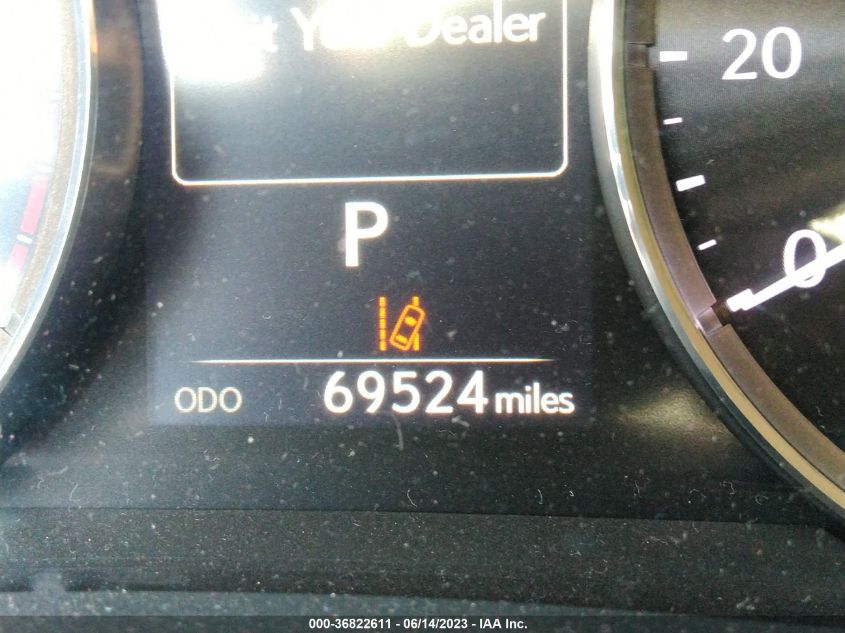 Dealer
20
P
0
ODO 69524 miles
000-36822611 - 06/14/2023 - IAA Inc.